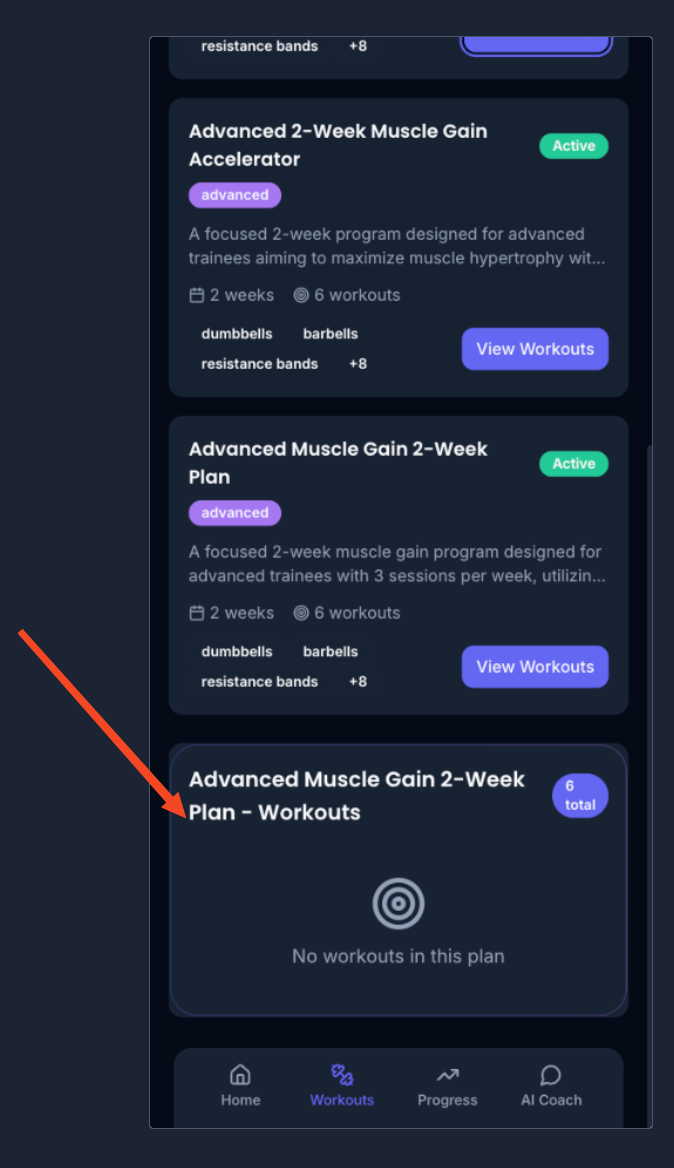 resistance bands +8
Advanced 2-Week Muscle Gain
Accelerator
Active
advanced
A focused 2-week program designed for advanced
trainees aiming to maximize muscle hypertrophy wit...
2 weeks 6 workouts
dumbbells barbells
resistance bands +8
View Workouts
Advanced Muscle Gain 2-Week
Plan
Active
advanced
A focused 2-week muscle gain program designed for
advanced trainees with 3 sessions per week, utilizin...
2 weeks 6 workouts
dumbbells barbells
resistance bands +8
View Workouts
Advanced Muscle Gain 2-Week
Plan - Workouts
6
total
No workouts in this plan
Home Workouts Progress AI Coach